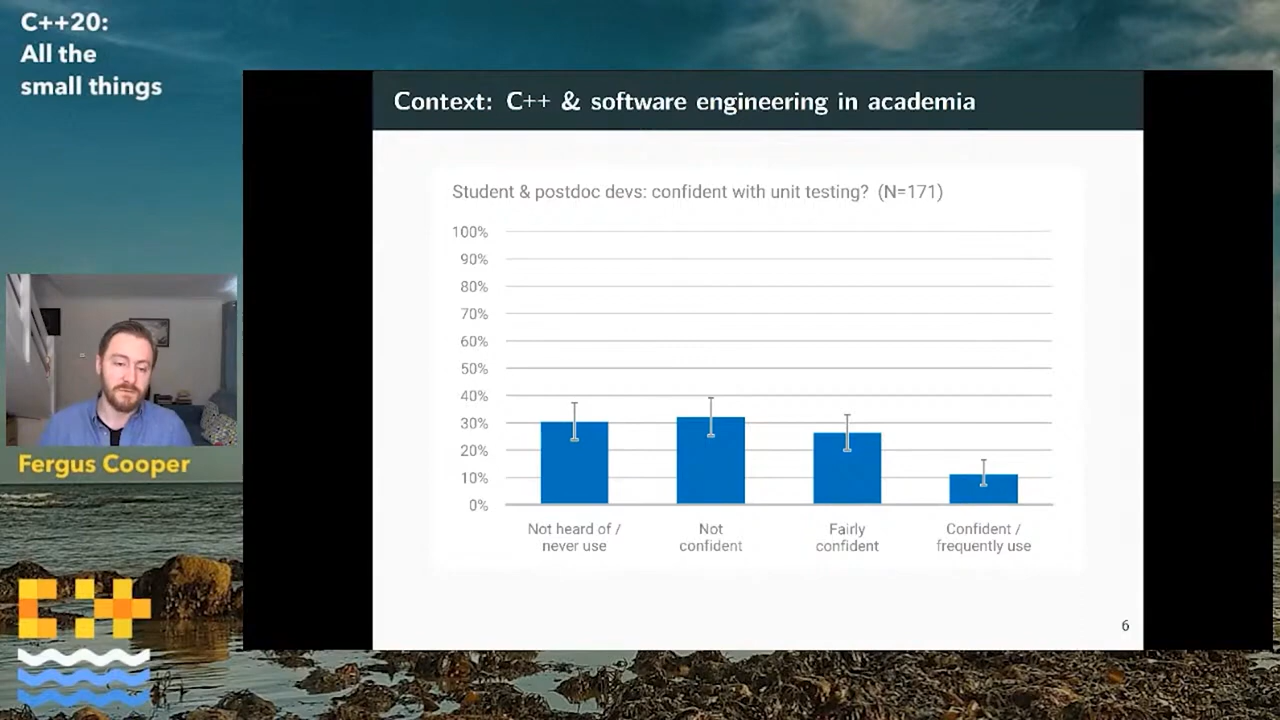 C++20:
All the
small things
Context: C++ & software engineering in academia
Student & postdoc devs: confident with unit testing? (N=171)
100%
90%
80%
70%
60%
50%
40%
30%
20%
10%
0%
Not heard of /
never use
Not
confident
Fairly
confident
Confident /
frequently use
6
Fergus Cooper